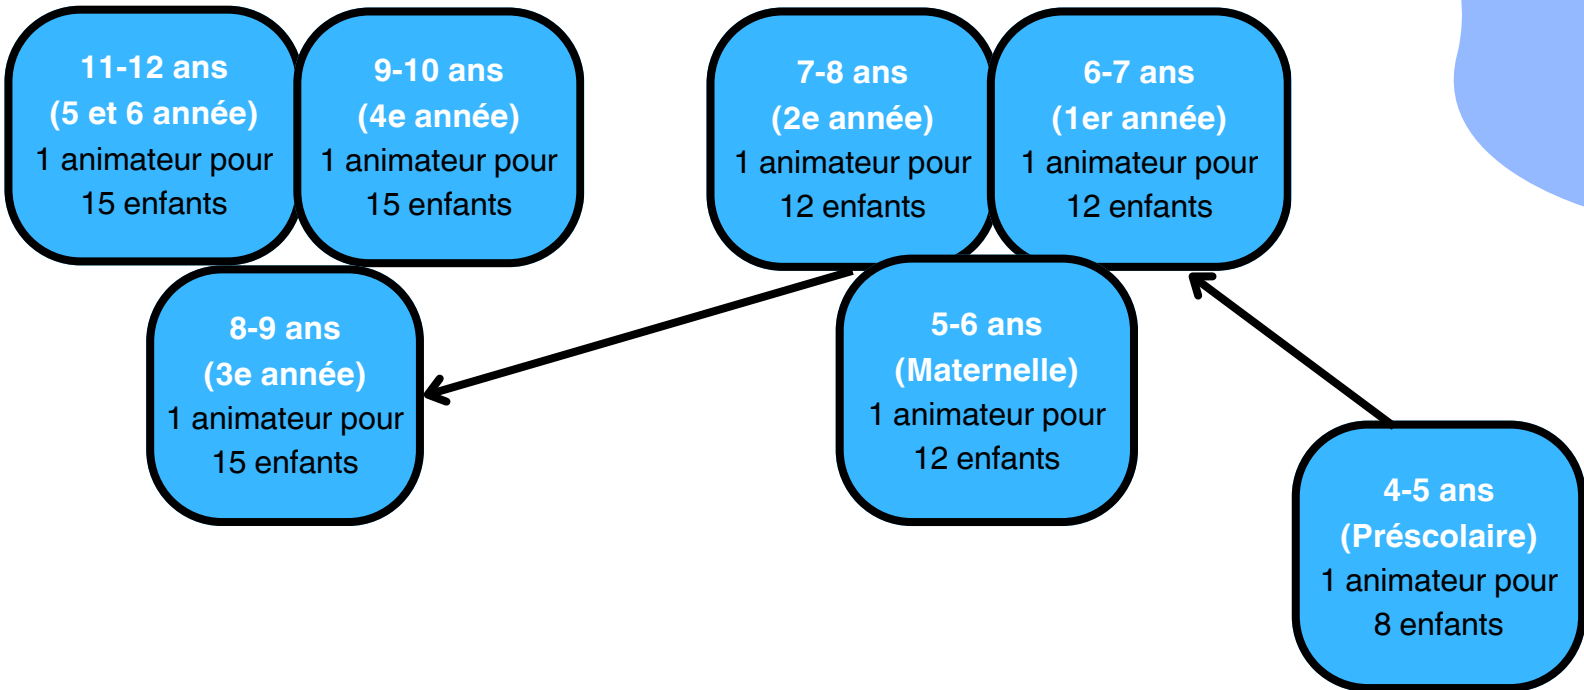 11-12 ans
(5 et 6 année)
1 animateur pour
15 enfants
9-10 ans
(4e année)
1 animateur pour
15 enfants
7-8 ans
(2e année)
1 animateur pour
12 enfants
6-7 ans
(1er année)
1 animateur pour
12 enfants
8-9 ans
(3e année)
1 animateur pour
15 enfants
5-6 ans
(Maternelle)
1 animateur pour
12 enfants
4-5 ans
(Préscolaire)
1 animateur pour
8 enfants